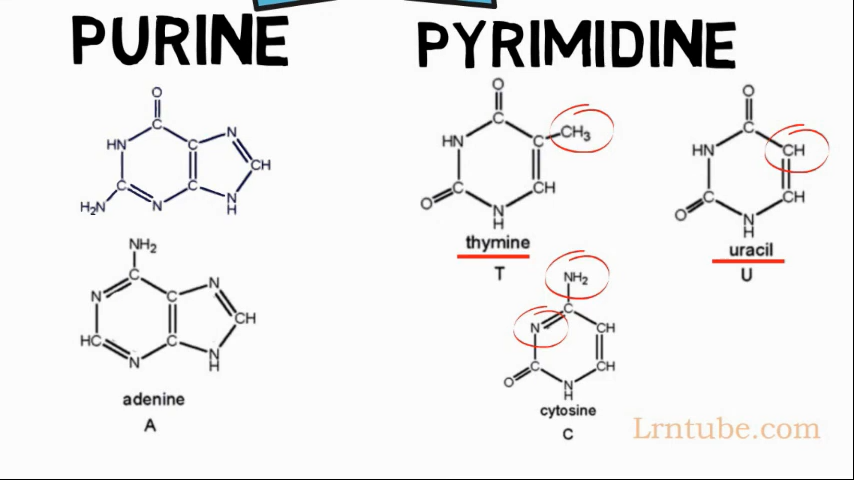 PURINE
PYRIMIDINE
O
C
HN
N
C
CH
C
C
H₂N
N
N
H
NH₂
C
N
N
C
CH
HC
C
N
N
H
adenine
A
O
C
HN
C
CH₃
C
CH
O
N
H
thymine
T
O
C
HN
CH
C
CH
O
N
H
uracil
U
NH₂
C
N
CH
C
CH
O
N
H
cytosine
C
Lrntube.com